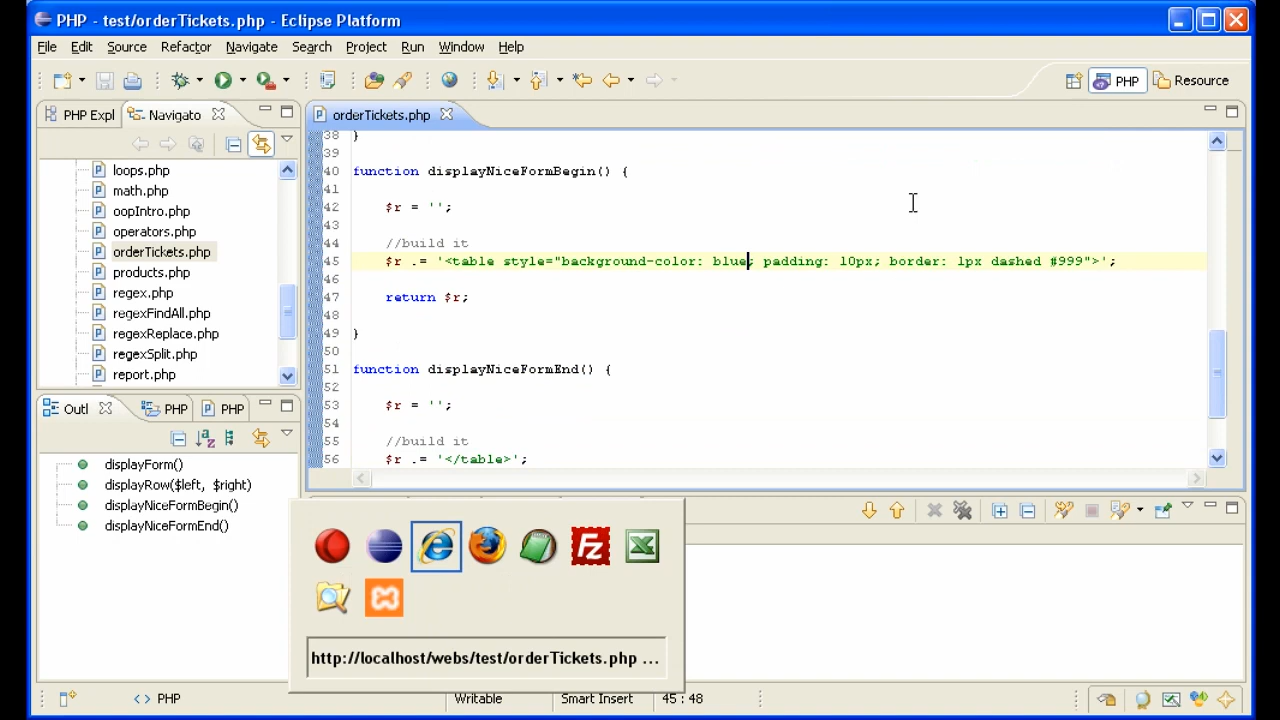 PHP - test/orderTickets.php - Eclipse Platform
File Edit Source Refactor Navigate Search Project Run Window Help
PHP Resource
PHP Expl Navigato
orderTickets.php
loops.php
math.php
oopIntro.php
operators.php
orderTickets.php
products.php
regex.php
regexFindAll.php
regexReplace.php
regexSplit.php
report.php
38 }
39
40 function displayNiceFormBegin() {
41
42 $r = '';
43
44 //build it
45 $r .= '<table style="background-color: blue; padding: 10px; border: 1px dashed #999">';
46
47 return $r;
48
49 }
50
51 function displayNiceFormEnd() {
52
53 $r = '';
54
55 //build it
56 $r .= '</table>';
Outl PHP PHP
displayForm()
displayRow($left, $right)
displayNiceFormBegin()
displayNiceFormEnd()
Fz
http://localhost/webs/test/orderTickets.php ...
<> PHP Writable Smart Insert 45 : 48